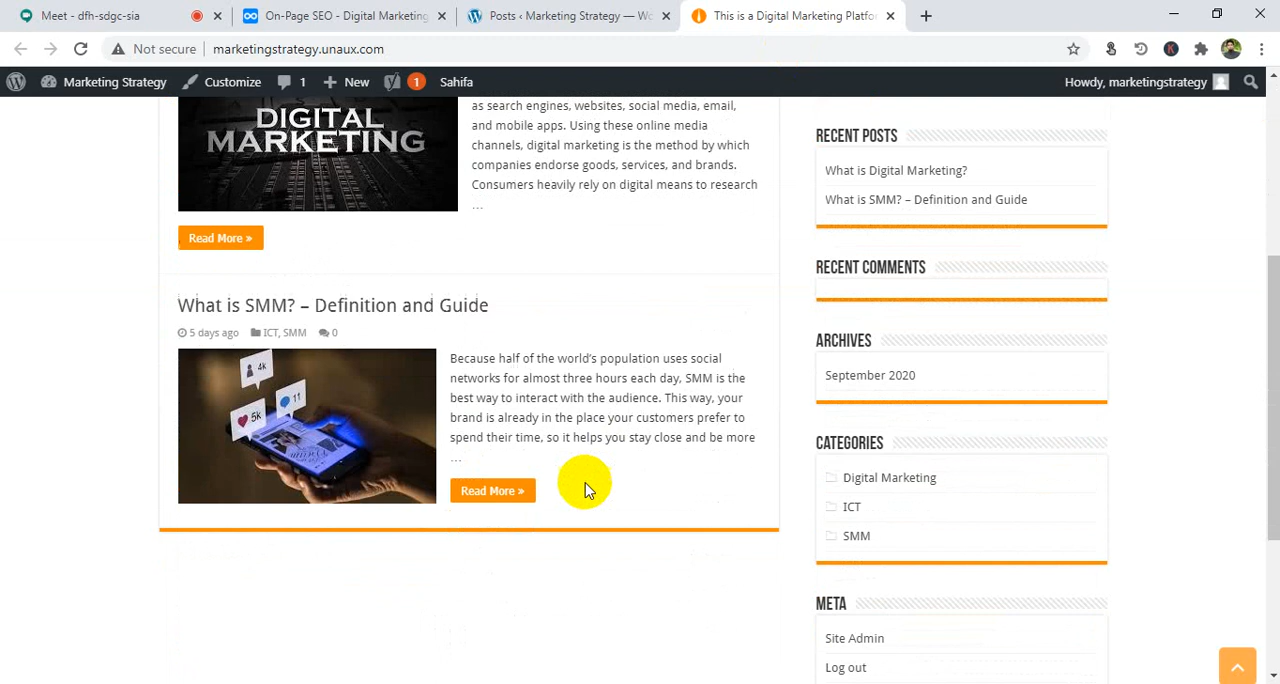 Meet - dfh-sdgc-sia
On-Page SEO - Digital Marketing
Posts ‹ Marketing Strategy — Wo
This is a Digital Marketing Platfo
Not secure
marketingstrategy.unaux.com
K
Marketing Strategy
Customize
1
New
1
Sahifa
Howdy, marketingstrategy
DIGITAL
MARKETING
as search engines, websites, social media, email,
and mobile apps. Using these online media
channels, digital marketing is the method by which
companies endorse goods, services, and brands.
Consumers heavily rely on digital means to research
...
Read More »
What is SMM? – Definition and Guide
5 days ago
ICT, SMM
0
4k
11
5K
Because half of the world's population uses social
networks for almost three hours each day, SMM is the
best way to interact with the audience. This way, your
brand is already in the place your customers prefer to
spend their time, so it helps you stay close and be more
...
Read More »
RECENT POSTS
What is Digital Marketing?
What is SMM? – Definition and Guide
RECENT COMMENTS
ARCHIVES
September 2020
CATEGORIES
Digital Marketing
ICT
SMM
META
Site Admin
Log out